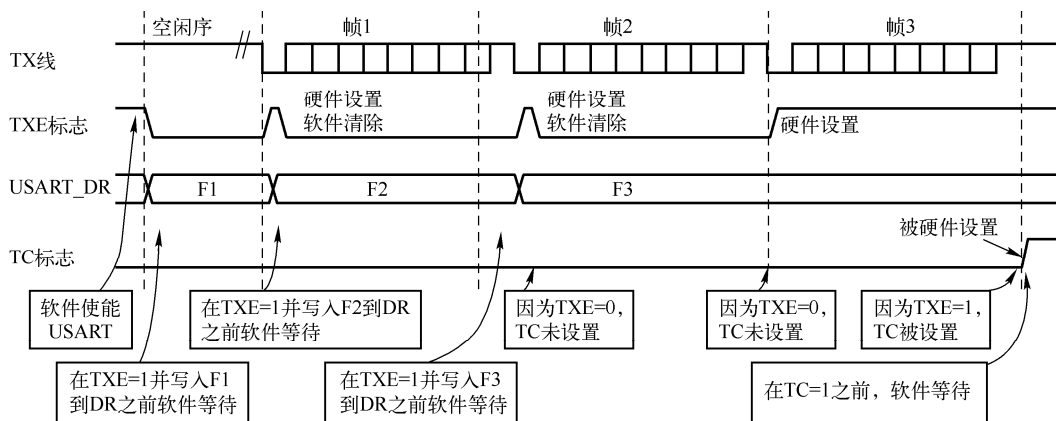 空闲序
帧1
帧2
帧3
TX线
硬件设置
软件清除
硬件设置
软件清除
TXE标志
硬件设置
USART_DR
F1
F2
F3
被硬件设置
TC标志
软件使能
USART
在TXE=1并写入F2到DR
之前软件等待
因为TXE=0,
TC未设置
因为TXE=0,
TC未设置
因为TXE=1,
TC被设置
在TXE=1并写入F1
到DR之前软件等待
在TXE=1并写入F3
到DR之前软件等待
在TC=1之前，软件等待